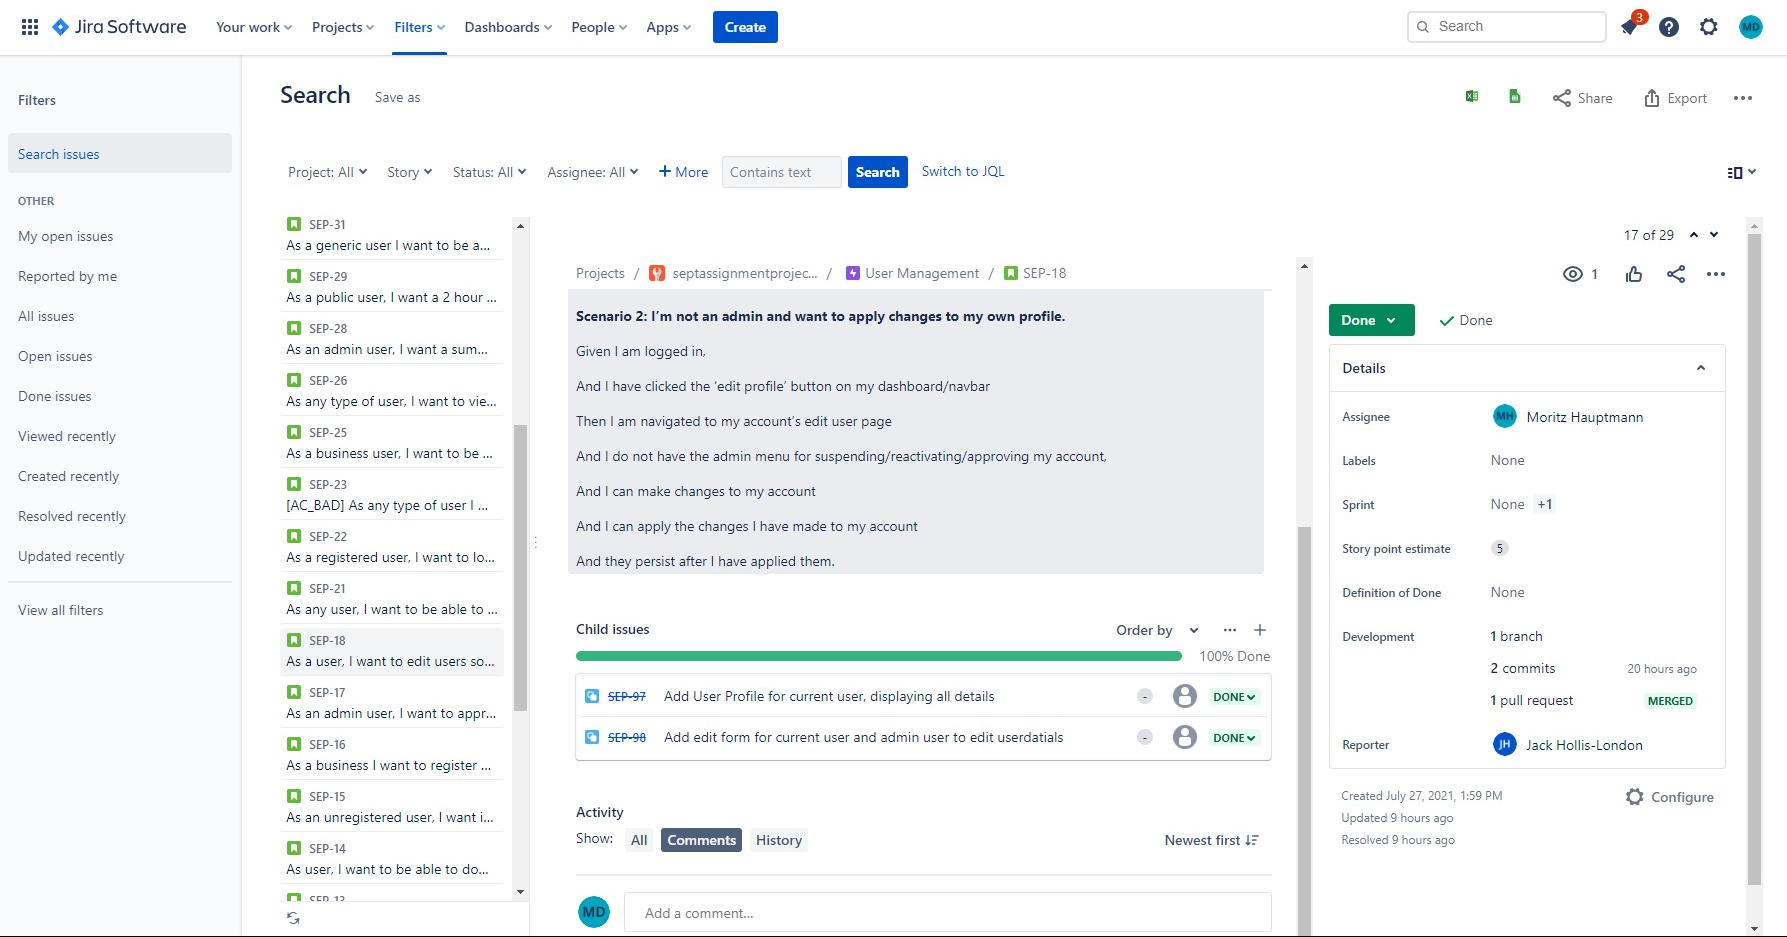 Jira Software
Your work
Projects
Filters
Dashboards
People
Apps
Create
Search
3
MD
Filters
Search issues
OTHER
My open issues
Reported by me
All issues
Open issues
Done issues
Viewed recently
Created recently
Resolved recently
Updated recently
View all filters
Search
Save as
Share
Export
Project: All
Story
Status: All
Assignee: All
+ More
Contains text
Search
Switch to JQL
SEP-31
As a generic user I want to be a...
SEP-29
As a public user, I want a 2 hour ...
SEP-28
As an admin user, I want a sum...
SEP-26
As any type of user, I want to vie...
SEP-25
As a business user, I want to be ...
SEP-23
[AC_BAD] As any type of user I ...
SEP-22
As a registered user, I want to lo...
SEP-21
As any user, I want to be able to ...
SEP-18
As a user, I want to edit users so...
SEP-17
As an admin user, I want to appr...
SEP-16
As a business I want to register ...
SEP-15
As an unregistered user, I want i...
SEP-14
As user, I want to be able to do...
SEP-13
17 of 29
Projects / septassignmentprojec... / User Management / SEP-18
Scenario 2: I’m not an admin and want to apply changes to my own profile.
Given I am logged in,
And I have clicked the ‘edit profile’ button on my dashboard/navbar
Then I am navigated to my account’s edit user page
And I do not have the admin menu for suspending/reactivating/approving my account,
And I can make changes to my account
And I can apply the changes I have made to my account
And they persist after I have applied them.
Child issues
Order by
100% Done
SEP-97 Add User Profile for current user, displaying all details - DONE
SEP-98 Add edit form for current user and admin user to edit userdatials - DONE
Activity
Show: All Comments History
Newest first
MD
Add a comment...
1
Done
Done
Details
Assignee MH Moritz Hauptmann
Labels None
Sprint None +1
Story point estimate 5
Definition of Done None
Development 1 branch
2 commits 20 hours ago
1 pull request MERGED
Reporter JH Jack Hollis-London
Created July 27, 2021, 1:59 PM
Updated 9 hours ago
Resolved 9 hours ago
Configure